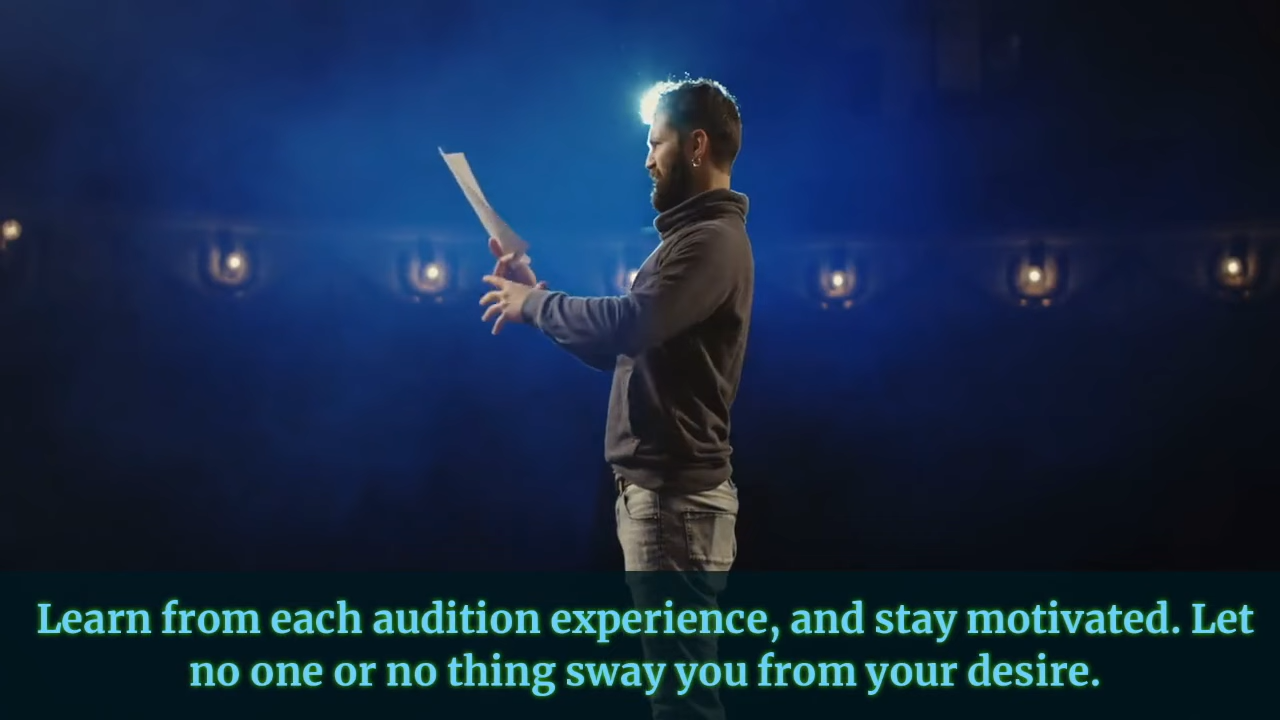 Learn from each audition experience, and stay motivated. Let
no one or no thing sway you from your desire.